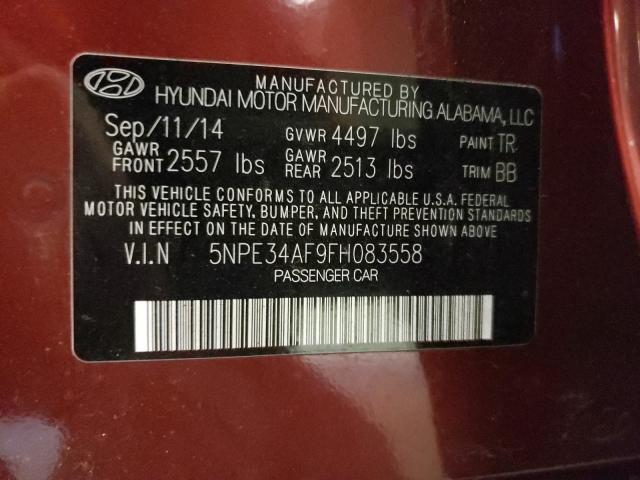 MANUFACTURED BY
HYUNDAI MOTOR MANUFACTURING ALABAMA, LLC
Sep/11/14 GVWR 4497 lbs PAINT TR
GAWR FRONT 2557 lbs GAWR REAR 2513 lbs TRIM BB
THIS VEHICLE CONFORMS TO ALL APPLICABLE U.S.A. FEDERAL
MOTOR VEHICLE SAFETY, BUMPER, AND THEFT PREVENTION STANDARDS
IN EFFECT ON THE DATE OF MANUFACTURE SHOWN ABOVE.
V.I.N 5NPE34AF9FH083558
PASSENGER CAR